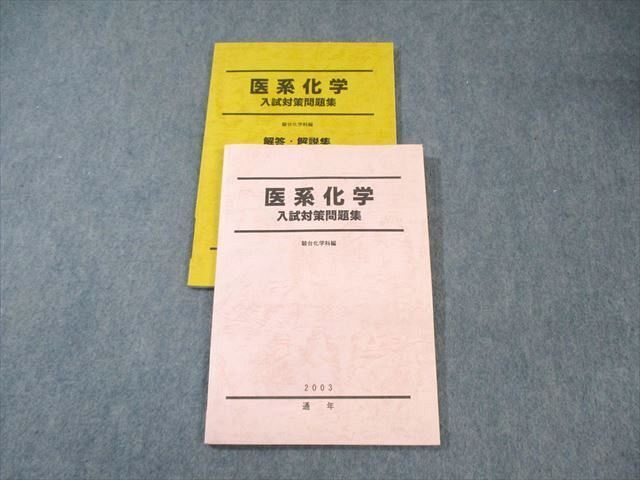 医系化学
入試対策問題集
駿台化学科編
解答・解説集
医系化学
入試対策問題集
駿台化学科編
2003
通年